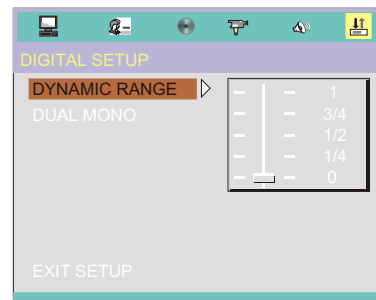 DIGITAL SETUP
DYNAMIC RANGE
1
DUAL MONO
3/4
1/2
1/4
0
EXIT SETUP